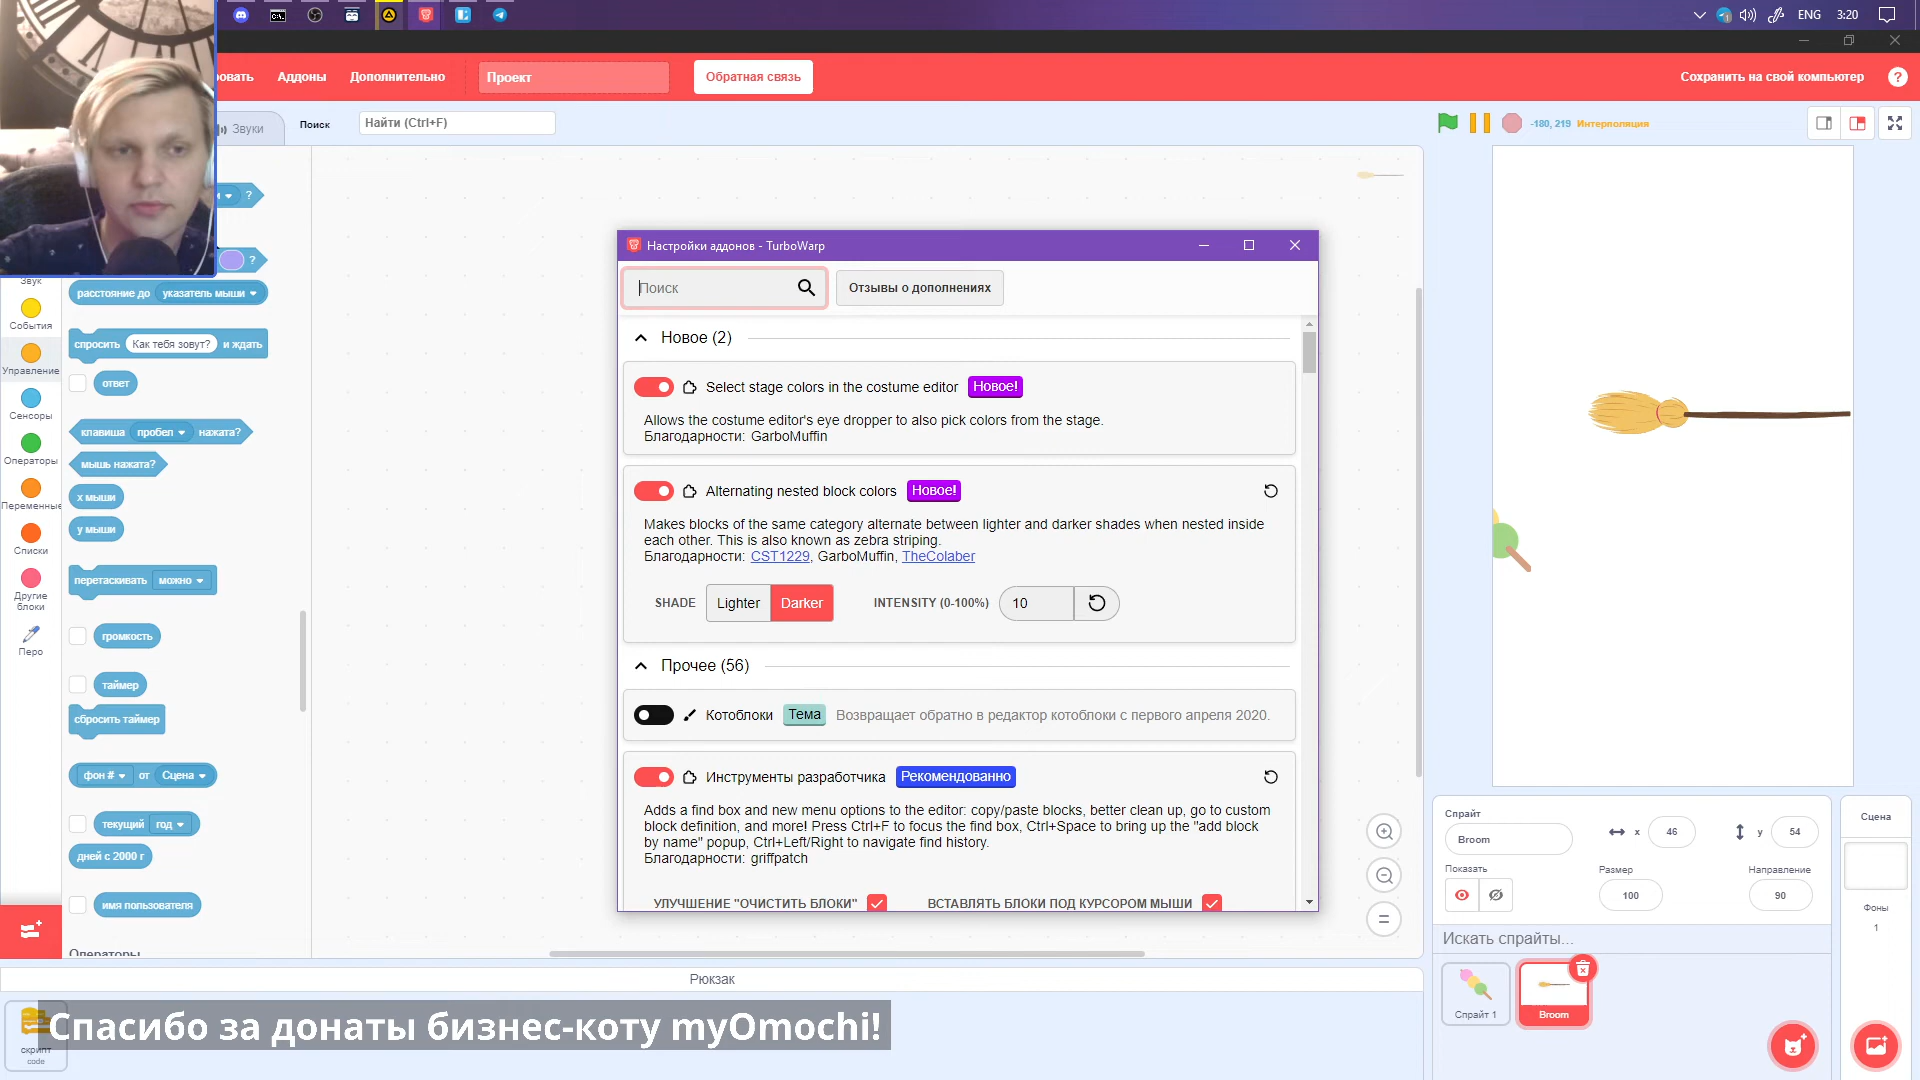 ENG
3:20
ровать
Аддоны
Дополнительно
Проект
Обратная связь
Сохранить на свой компьютер
?
Звуки
Поиск
Найти (Ctrl+F)
-180, 219
Интерполяция
?
?
расстояние до указатель мыши
спросить Как тебя зовут? и ждать
ответ
клавиша пробел нажата?
мышь нажата?
x мыши
y мыши
перетаскивать можно
громкость
таймер
сбросить таймер
фон # от Сцена
текущий год
дней с 2000 г
имя пользователя
Операторы
Звук
События
Управление
Сенсоры
Операторы
Переменные
Списки
Другие
блоки
Перо
Настройки аддонов - TurboWarp
Поиск
Отзывы о дополнениях
Новое (2)
Select stage colors in the costume editor Новое!
Allows the costume editor's eye dropper to also pick colors from the stage.
Благодарности: GarboMuffin
Alternating nested block colors Новое!
Makes blocks of the same category alternate between lighter and darker shades when nested inside
each other. This is also known as zebra striping.
Благодарности: CST1229, GarboMuffin, TheColaber
SHADE Lighter Darker INTENSITY (0-100%) 10
Прочее (56)
Котоблоки Тема Возвращает обратно в редактор котоблоки с первого апреля 2020.
Инструменты разработчика Рекомендованно
Adds a find box and new menu options to the editor: copy/paste blocks, better clean up, go to custom
block definition, and more! Press Ctrl+F to focus the find box, Ctrl+Space to bring up the "add block
by name" popup, Ctrl+Left/Right to navigate find history.
Благодарности: griffpatch
УЛУЧШЕНИЕ "ОЧИСТИТЬ БЛОКИ" ВСТАВЛЯТЬ БЛОКИ ПОД КУРСОРОМ МЫШИ
Спрайт
Broom
x 46
y 54
Показать
Размер
100
Направление
90
Сцена
Фоны
1
Искать спрайты...
Спрайт 1
Broom
Рюкзак
Спасибо за донаты бизнес-коту myOmochi!
скрипт
code